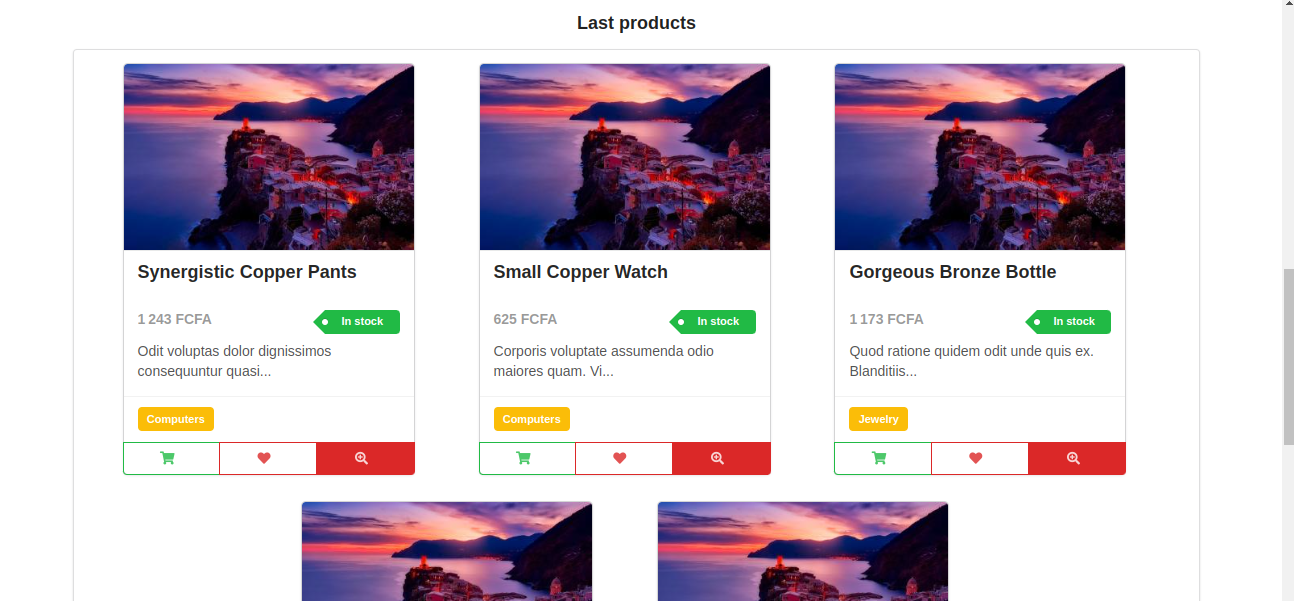 Last products
Synergistic Copper Pants
1 243 FCFA
In stock
Odit voluptas dolor dignissimos
consequuntur quasi...
Computers
Small Copper Watch
625 FCFA
In stock
Corporis voluptate assumenda odio
maiores quam. Vi...
Computers
Gorgeous Bronze Bottle
1 173 FCFA
In stock
Quod ratione quidem odit unde quis ex.
Blanditiis...
Jewelry